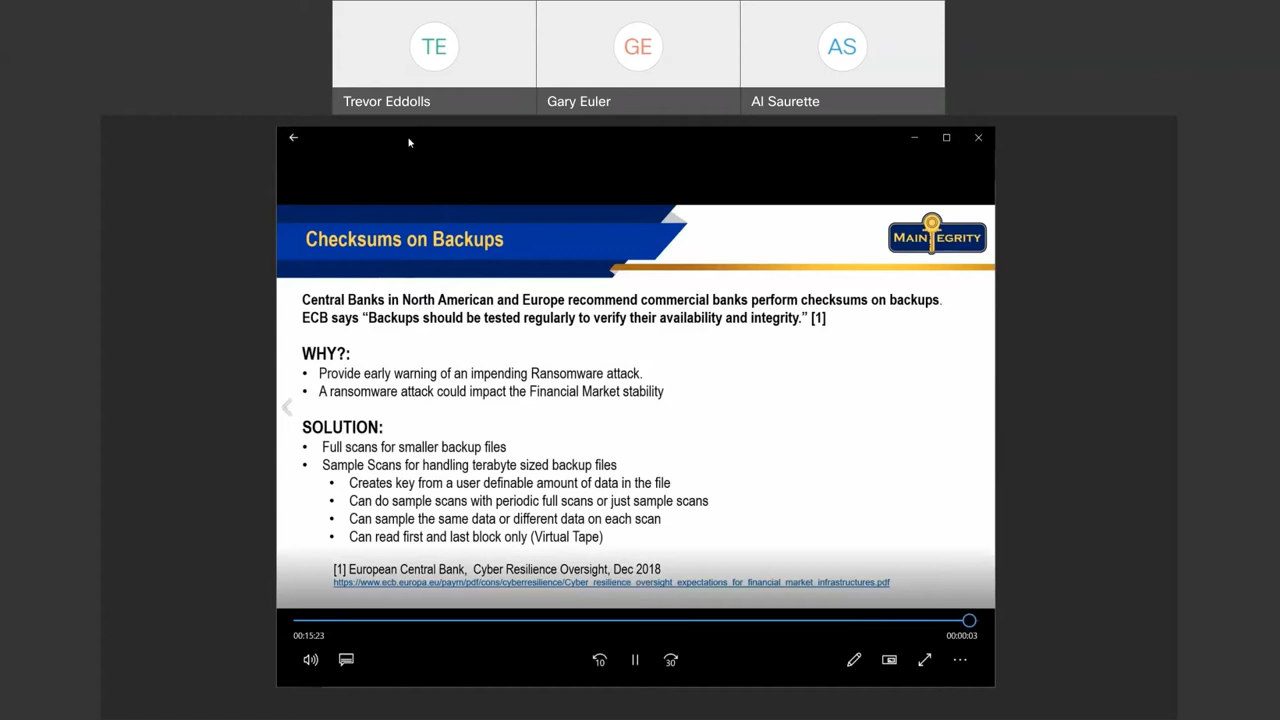 TE
GE
AS
Trevor Eddolls
Gary Euler
Al Saurette
Checksums on Backups
MAINTEGRITY
Central Banks in North American and Europe recommend commercial banks perform checksums on backups.
ECB says “Backups should be tested regularly to verify their availability and integrity.” [1]
WHY?:
• Provide early warning of an impending Ransomware attack.
• A ransomware attack could impact the Financial Market stability
SOLUTION:
• Full scans for smaller backup files
• Sample Scans for handling terabyte sized backup files
• Creates key from a user definable amount of data in the file
• Can do sample scans with periodic full scans or just sample scans
• Can sample the same data or different data on each scan
• Can read first and last block only (Virtual Tape)
[1] European Central Bank, Cyber Resilience Oversight, Dec 2018
https://www.ecb.europa.eu/paym/pdf/cons/cyberresilience/Cyber_resilience_oversight_expectations_for_financial_market_infrastructures.pdf
00:15:23
00:00:03
10
30